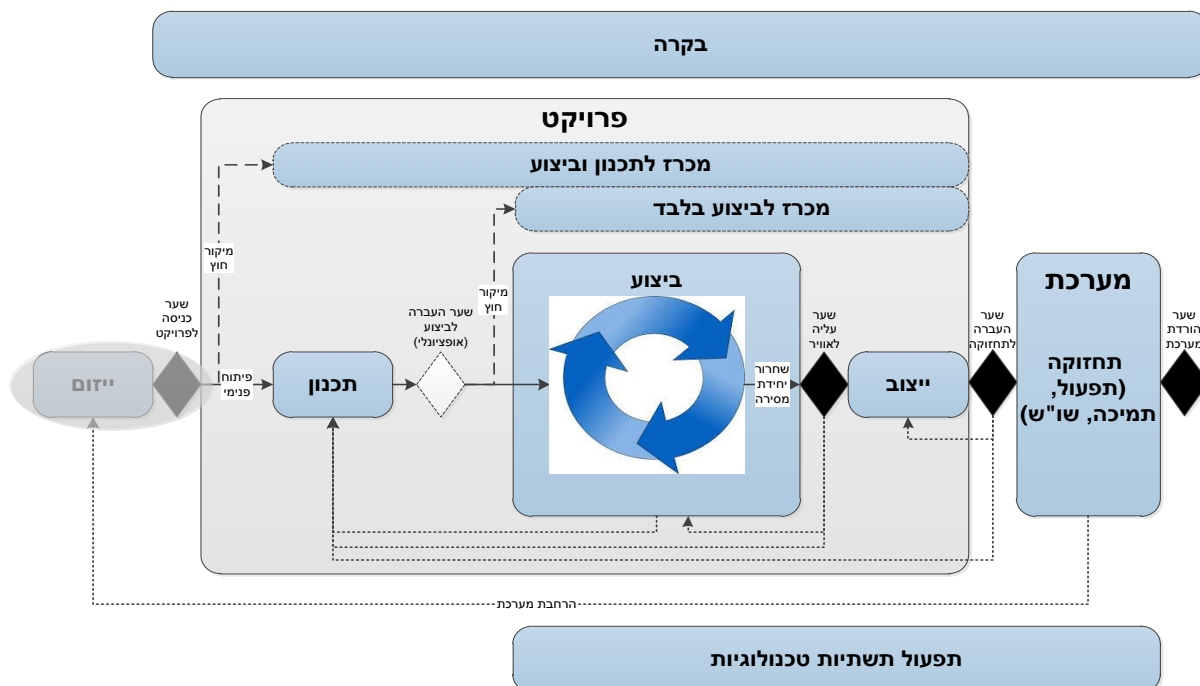 בקרה
פרויקט
מכרז לתכנון וביצוע
מכרז לביצוע בלבד
מיקור
חוץ
מיקור
חוץ
ביצוע
מערכת
תחזוקה
(תפעול,
תמיכה, שו"ש)
שער
כניסה
לפרויקט
שער העברה
לביצוע
(אופציונלי)
שער
עליה
לאוויר
שער
העברה
לתחזוקה
שער
הורדת
מערכת
ייזום
פיתוח
פנימי
תכנון
שחרור
יחידת
מסירה
ייצוב
הרחבת מערכת
תפעול תשתיות טכנולוגיות